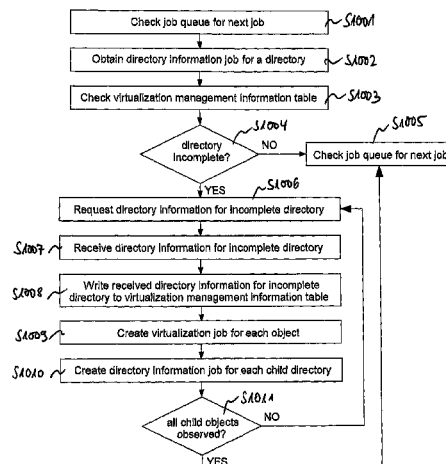 Check job queue for next job
S1001
Obtain directory information job for a directory
S1002
Check virtualization management information table
S1003
directory
incomplete?
S1004
NO
S1005
Check job queue for next job
YES
S1006
Request directory information for incomplete directory
S1007
Receive directory information for incomplete directory
S1008
Write received directory information for incomplete
directory to virtualization management information table
S1009
Create virtualization job for each object
S1010
Create directory information job for each child directory
S1011
all child objects
observed?
NO
YES